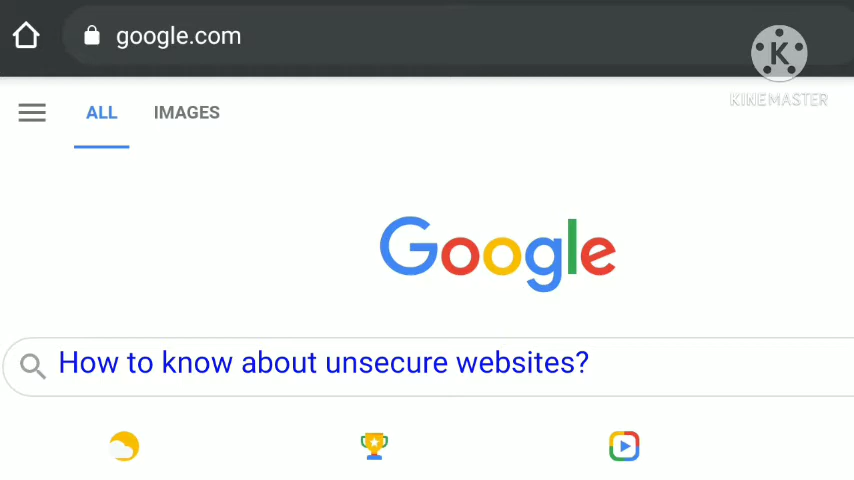 google.com
K
KINEMASTER
ALL IMAGES
Google
How to know about unsecure websites?